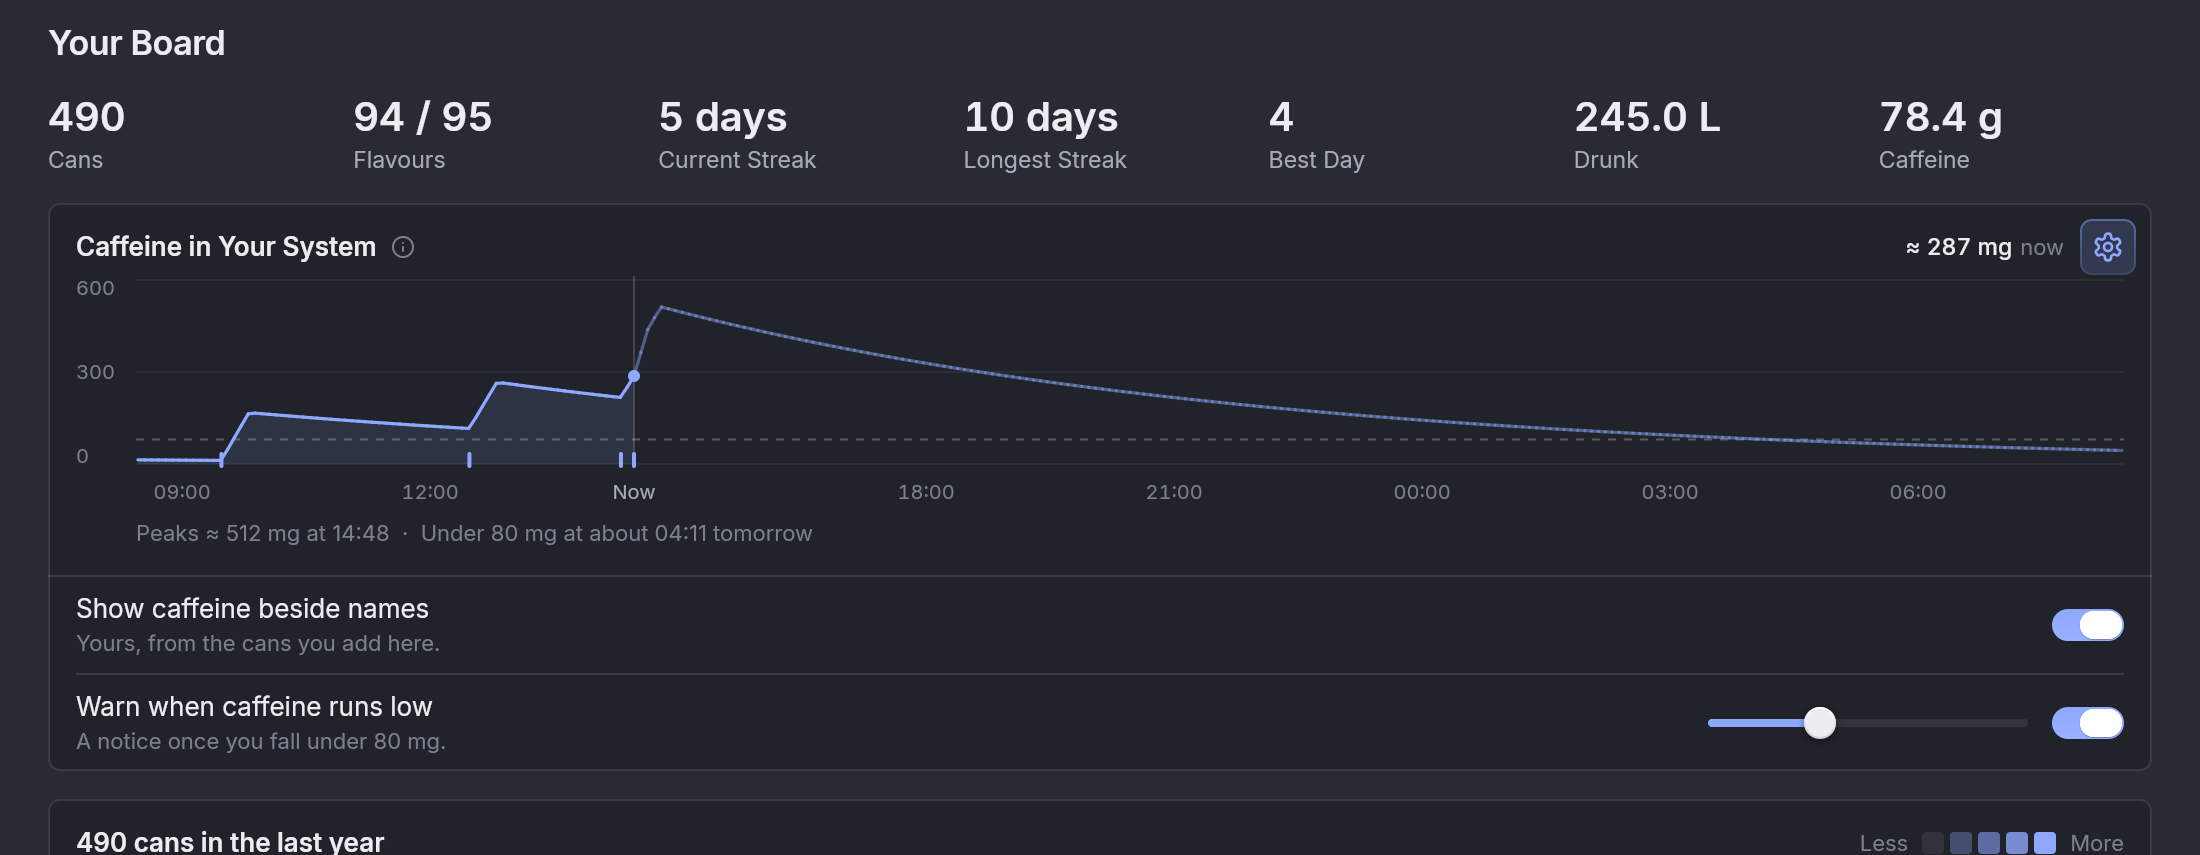 Your Board
490
Cans
94 / 95
Flavours
5 days
Current Streak
10 days
Longest Streak
4
Best Day
245.0 L
Drunk
78.4 g
Caffeine
Caffeine in Your System
≈ 287 mg now
600
300
0
09:00 12:00 Now 18:00 21:00 00:00 03:00 06:00
Peaks ≈ 512 mg at 14:48 · Under 80 mg at about 04:11 tomorrow
Show caffeine beside names
Yours, from the cans you add here.
Warn when caffeine runs low
A notice once you fall under 80 mg.
490 cans in the last year
Less More